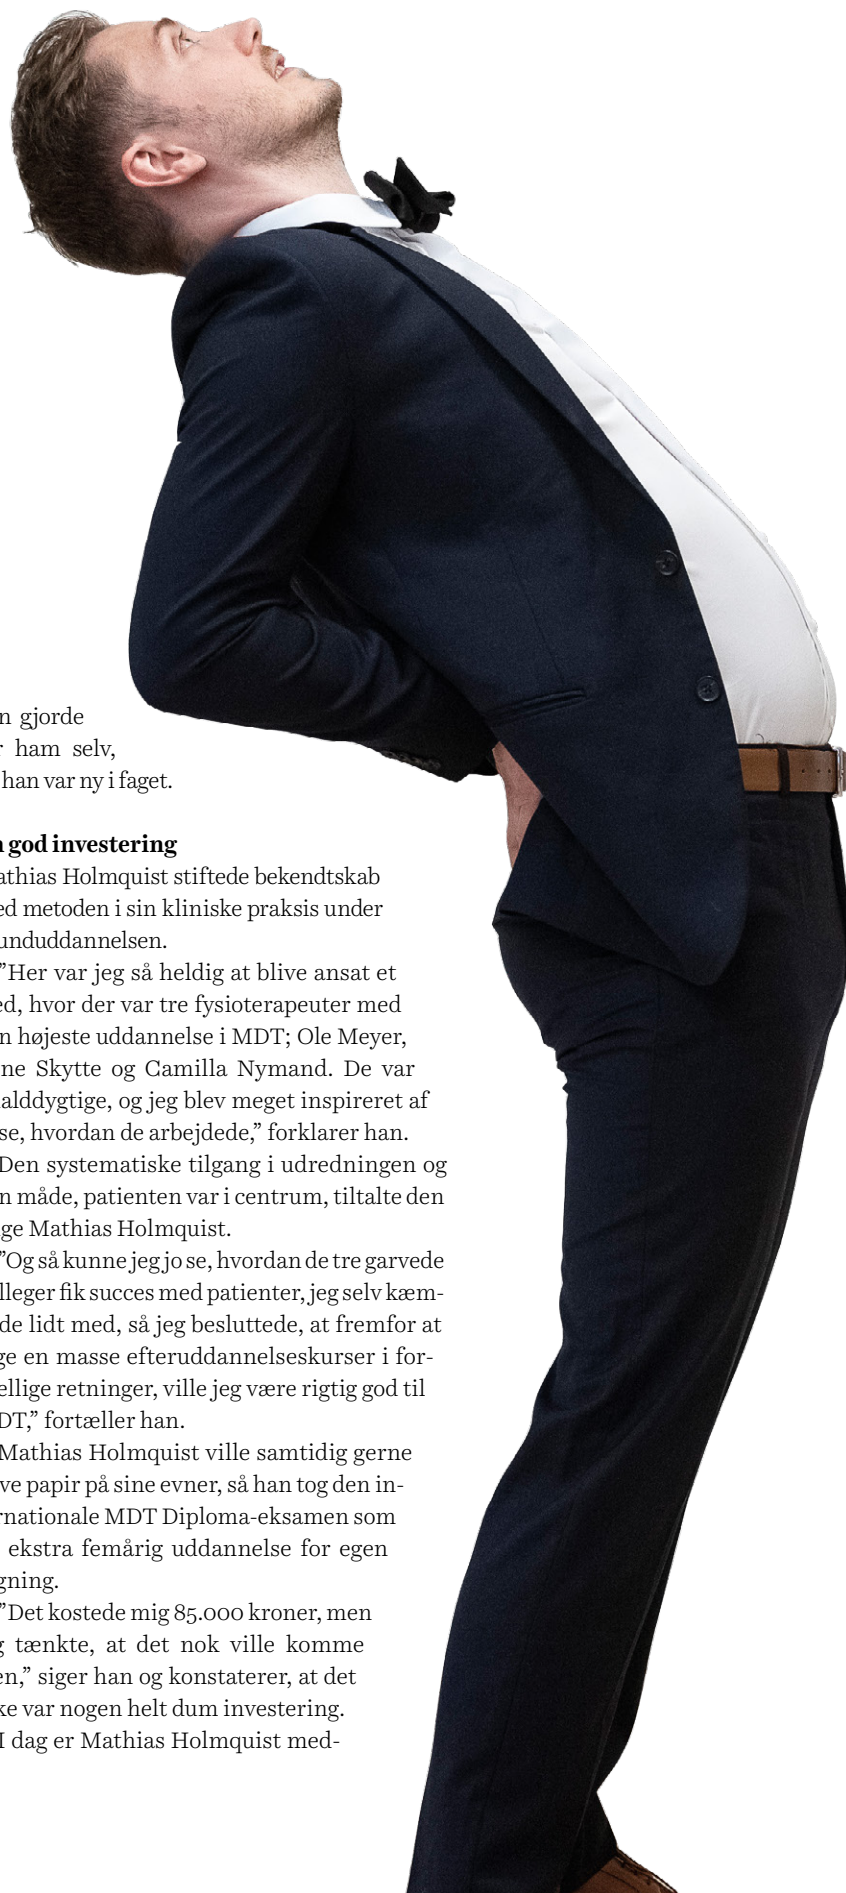 n gjorde
r ham selv,
han var ny i faget.
n god investering
athias Holmquist stiftede bekendtskab
ed metoden i sin kliniske praksis under
unduddannelsen.
”Her var jeg så heldig at blive ansat et
ed, hvor der var tre fysioterapeuter med
n højeste uddannelse i MDT; Ole Meyer,
ne Skytte og Camilla Nymand. De var
alddygtige, og jeg blev meget inspireret af
se, hvordan de arbejdede,” forklarer han.
Den systematiske tilgang i udredningen og
n måde, patienten var i centrum, tiltalte den
ge Mathias Holmquist.
”Og så kunne jeg jo se, hvordan de tre garvede
lleger fik succes med patienter, jeg selv kæm-
de lidt med, så jeg besluttede, at fremfor at
ge en masse efteruddannelseskurser i for-
ellige retninger, ville jeg være rigtig god til
DT,” fortæller han.
Mathias Holmquist ville samtidig gerne
ve papir på sine evner, så han tog den in-
rnationale MDT Diploma-eksamen som
ekstra femårig uddannelse for egen
gning.
”Det kostede mig 85.000 kroner, men
g tænkte, at det nok ville komme
en,” siger han og konstaterer, at det
ke var nogen helt dum investering.
I dag er Mathias Holmquist med-